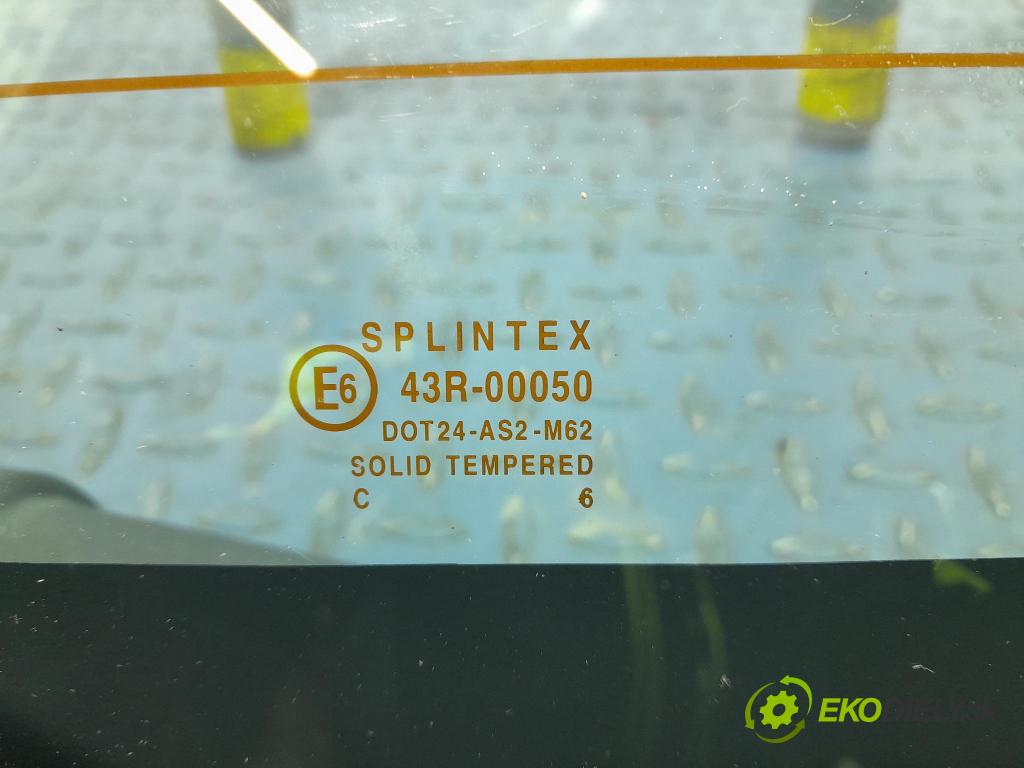 SPLINTEX
E6 43R-00050
DOT24-AS2-M62
SOLID TEMPERED
C 6
EKODIELY.SK